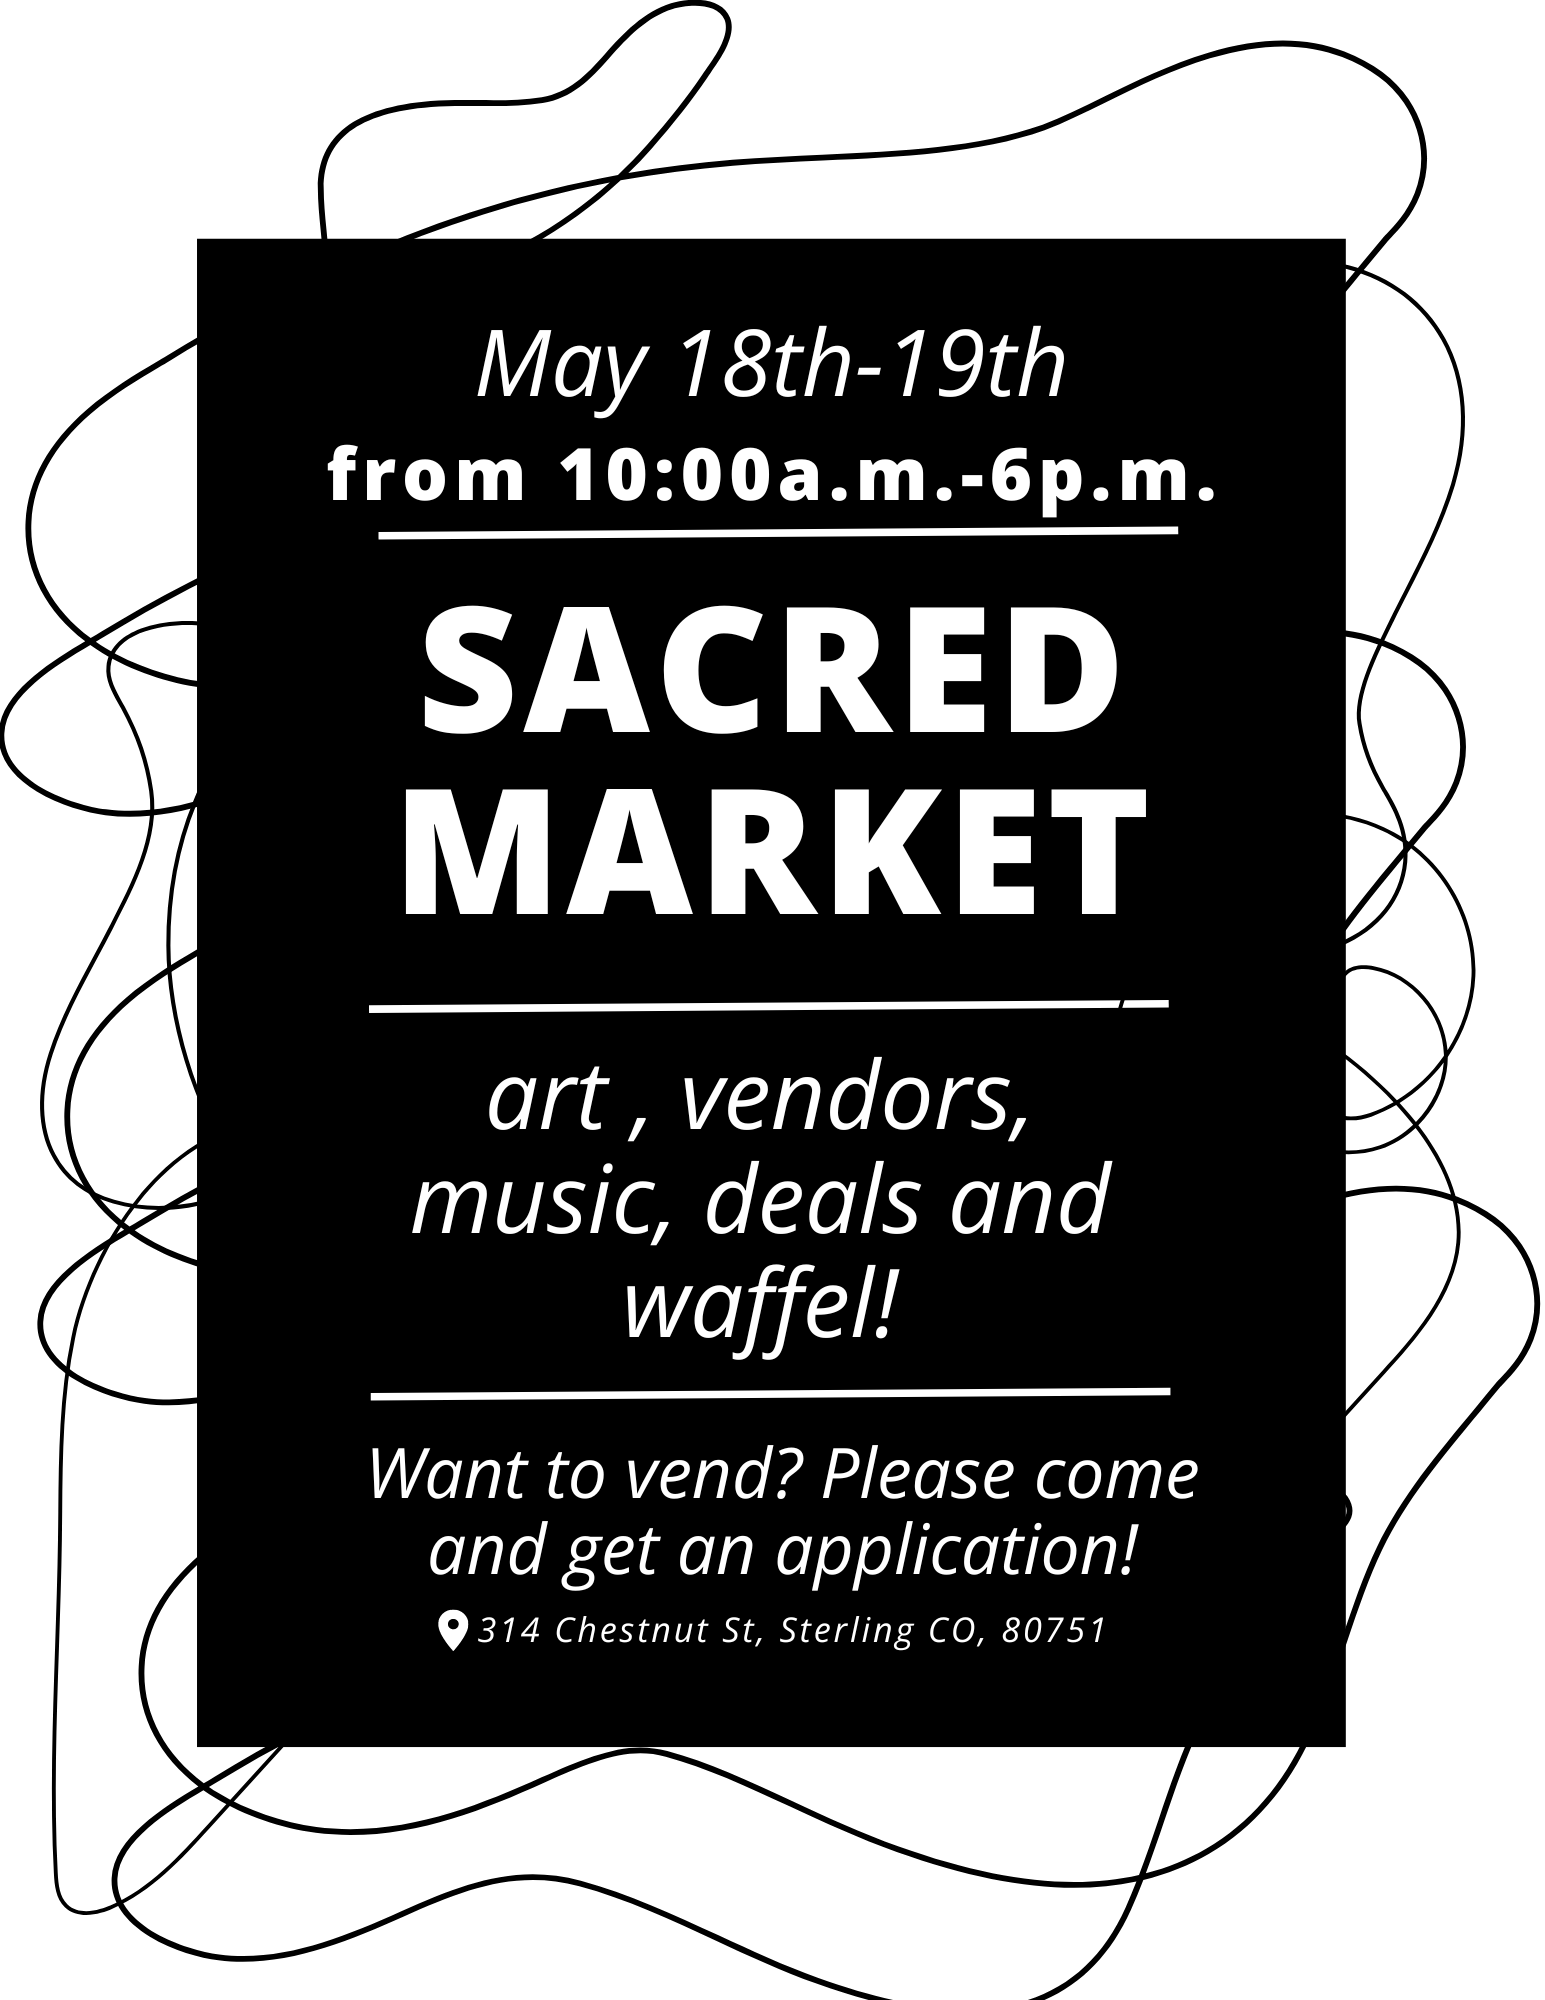 May 18th-19th
from 10:00a.m.-6p.m.
SACRED
MARKET
art , vendors,
music, deals and
waffel!
Want to vend? Please come
and get an application!
314 Chestnut St, Sterling CO, 80751